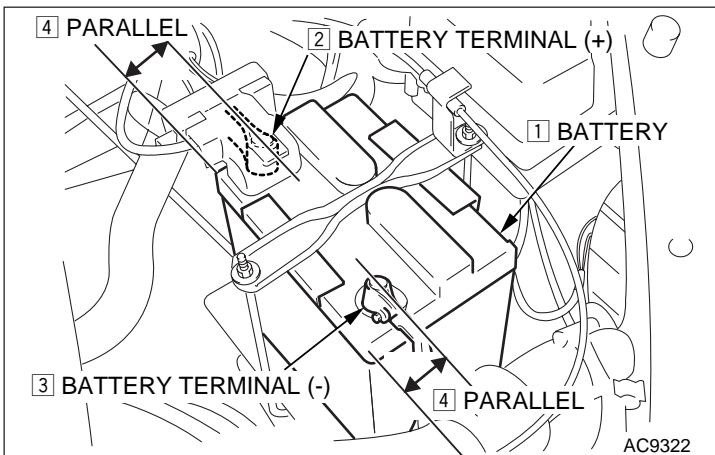 4 PARALLEL
2 BATTERY TERMINAL (+)
1 BATTERY
3 BATTERY TERMINAL (-)
4 PARALLEL
AC9322